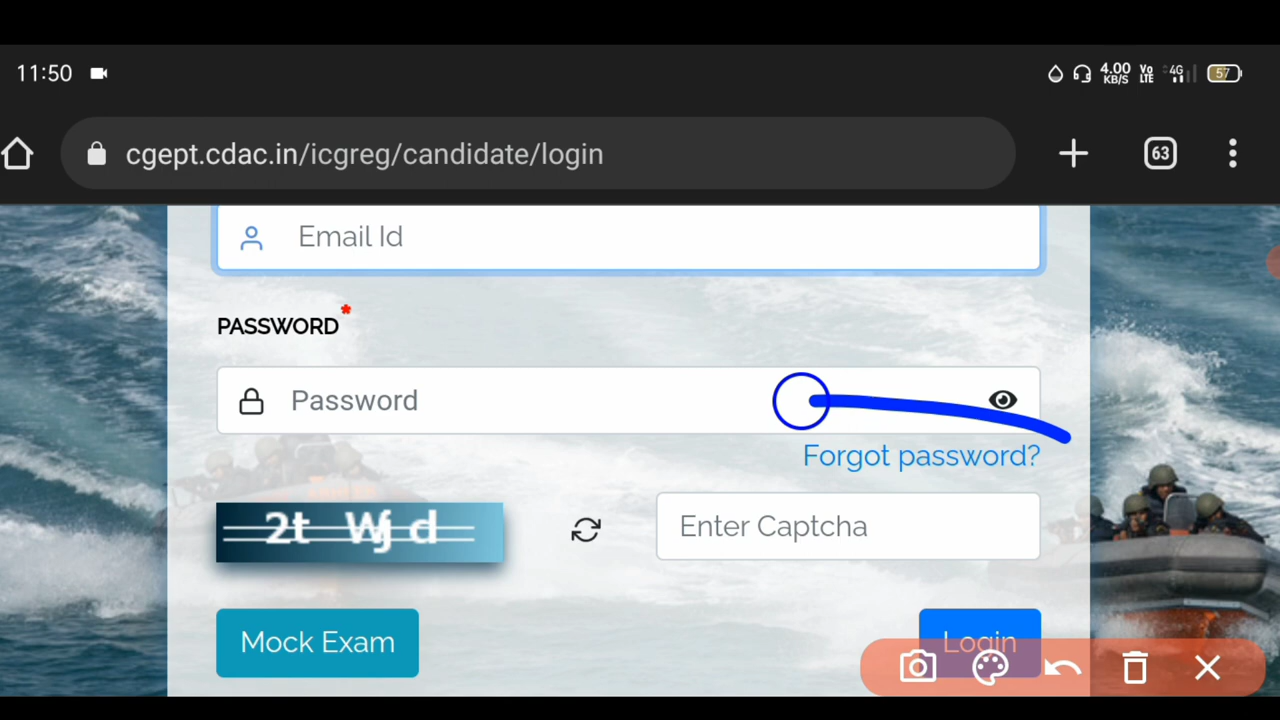 11:50 4.00 KB/S Vo LTE 4G 57
cgept.cdac.in/icgreg/candidate/login 63
Email Id
PASSWORD*
Password
Forgot password?
2t Wj d Enter Captcha
Mock Exam Login